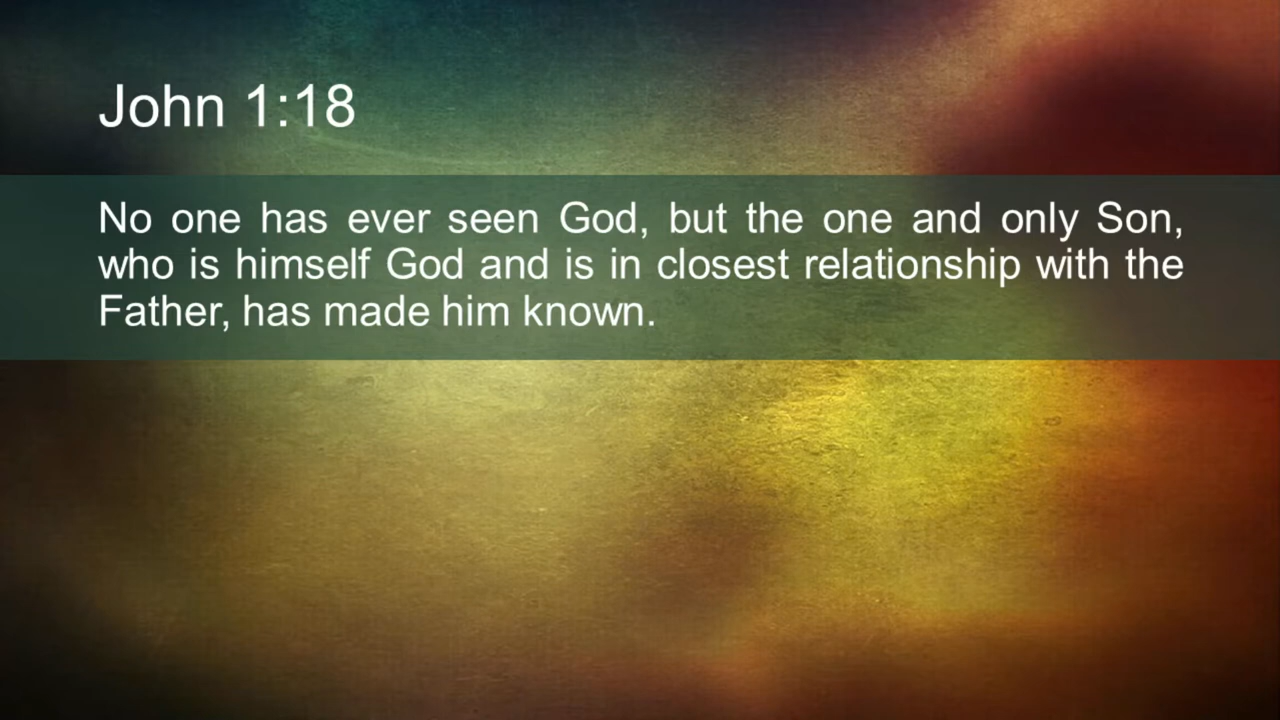 John 1:18
No one has ever seen God, but the one and only Son,
who is himself God and is in closest relationship with the
Father, has made him known.